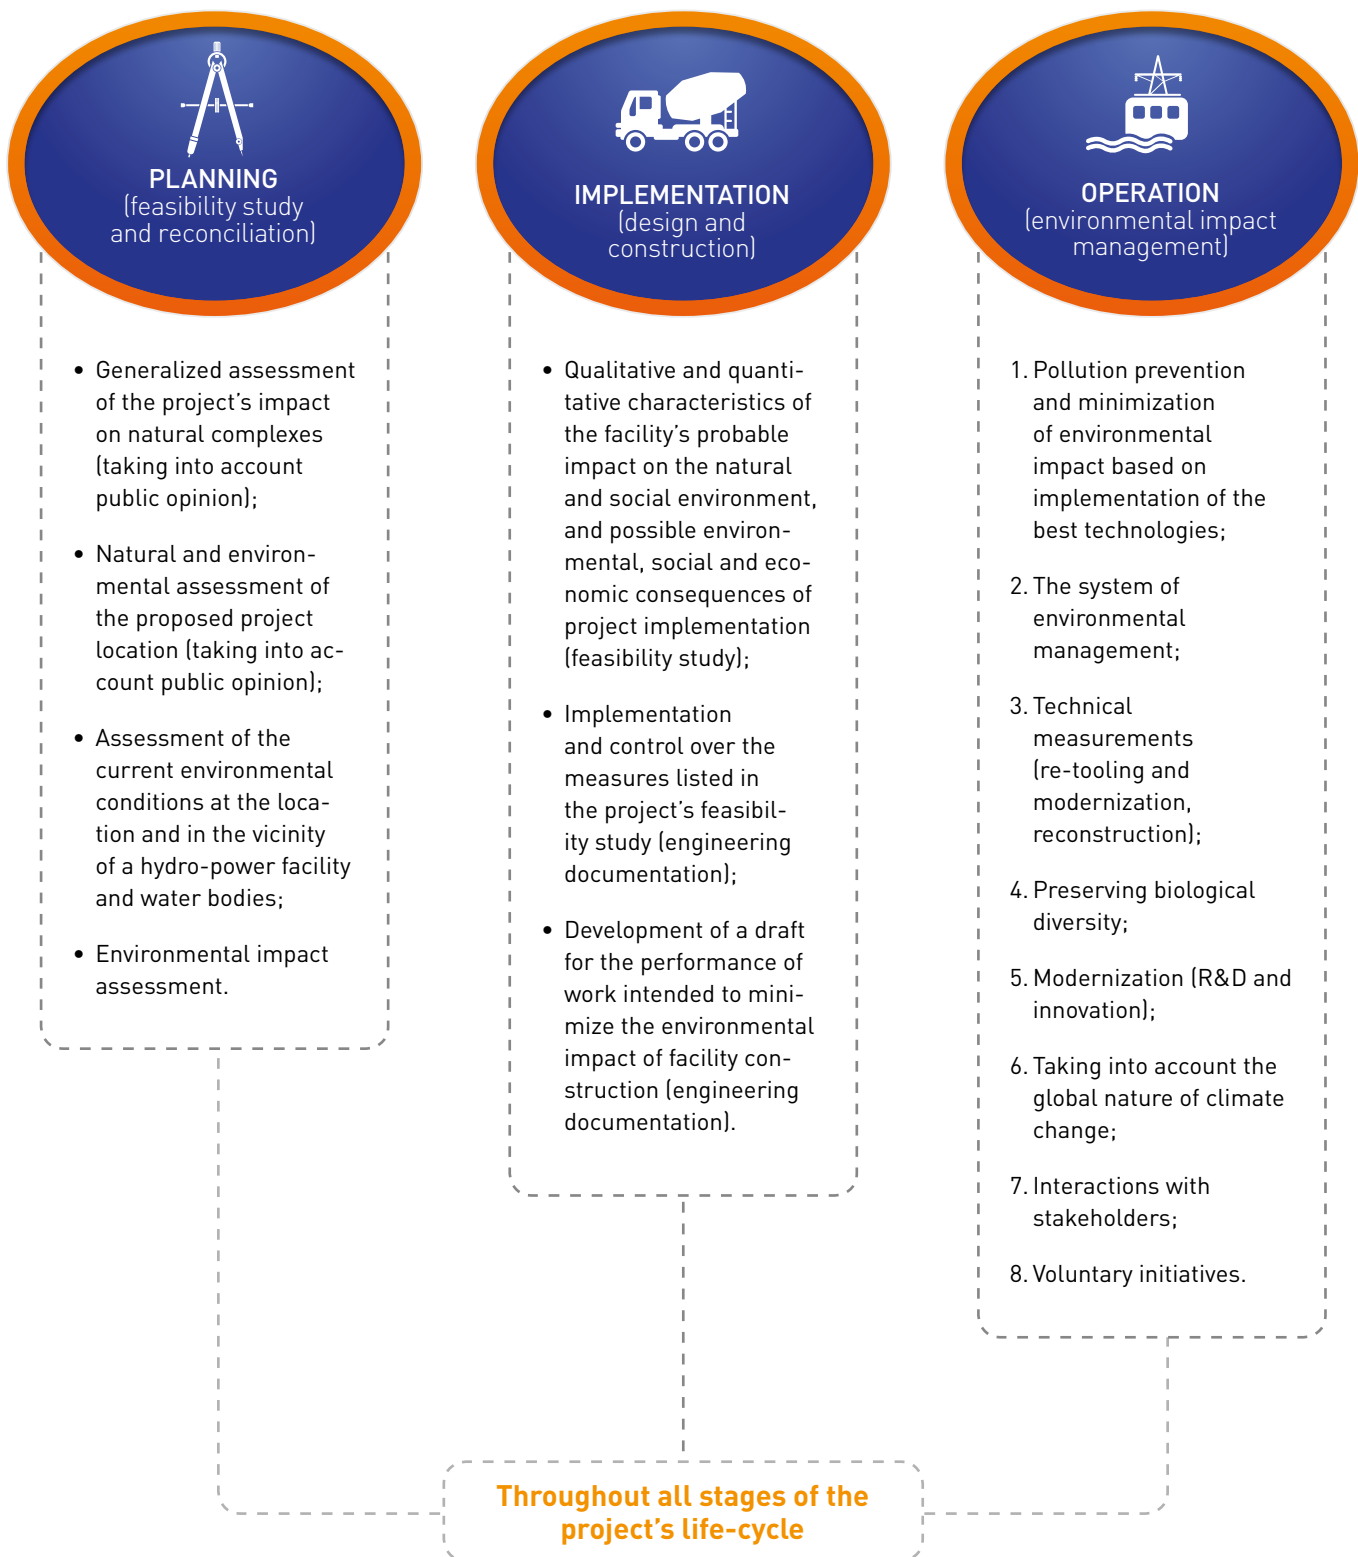 PLANNING
(feasibility study
and reconciliation)
• Generalized assessment
of the project's impact
on natural complexes
(taking into account
public opinion);
• Natural and environ-
mental assessment of
the proposed project
location (taking into ac-
count public opinion);
• Assessment of the
current environmental
conditions at the loca-
tion and in the vicinity
of a hydro-power facility
and water bodies;
• Environmental impact
assessment.
IMPLEMENTATION
(design and
construction)
• Qualitative and quanti-
tative characteristics of
the facility's probable
impact on the natural
and social environment,
and possible environ-
mental, social and eco-
nomic consequences of
project implementation
(feasibility study);
• Implementation
and control over the
measures listed in
the project's feasibil-
ity study (engineering
documentation);
• Development of a draft
for the performance of
work intended to mini-
mize the environmental
impact of facility con-
struction (engineering
documentation).
OPERATION
(environmental impact
management)
1. Pollution prevention
and minimization
of environmental
impact based on
implementation of the
best technologies;
2. The system of
environmental
management;
3. Technical
measurements
(re-tooling and
modernization,
reconstruction);
4. Preserving biological
diversity;
5. Modernization (R&D and
innovation);
6. Taking into account the
global nature of climate
change;
7. Interactions with
stakeholders;
8. Voluntary initiatives.
Throughout all stages of the
project's life-cycle